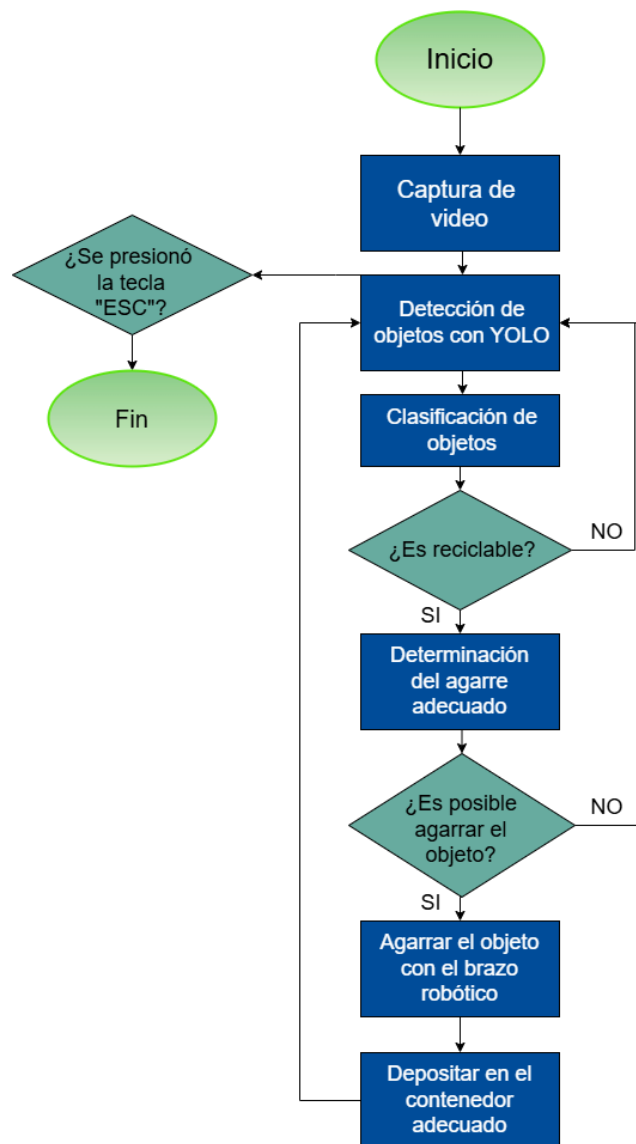 Inicio
Captura de
video
¿Se presionó
la tecla
"ESC"?
Fin
Detección de
objetos con YOLO
Clasificación de
objetos
¿Es reciclable?
NO
SI
Determinación
del agarre
adecuado
¿Es posible
agarrar el
objeto?
NO
SI
Agarrar el objeto
con el brazo
robótico
Depositar en el
contenedor
adecuado